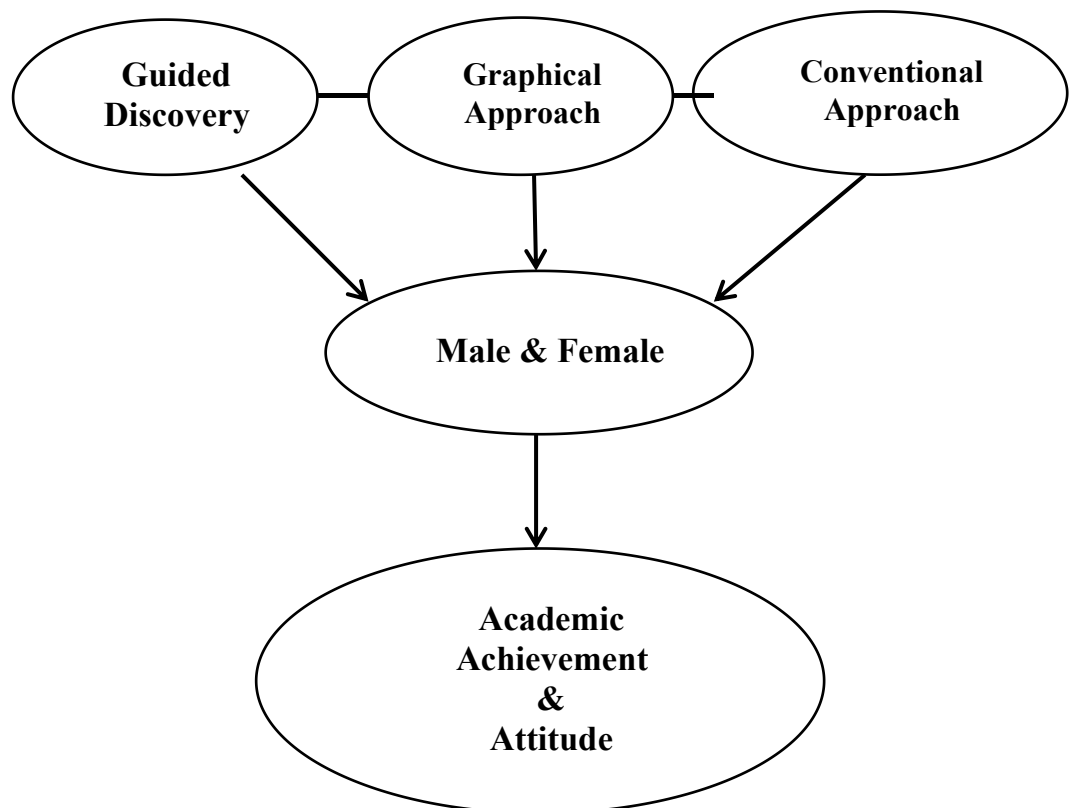 Guided
Discovery
Graphical
Approach
Conventional
Approach
Male & Female
Academic
Achievement
&
Attitude